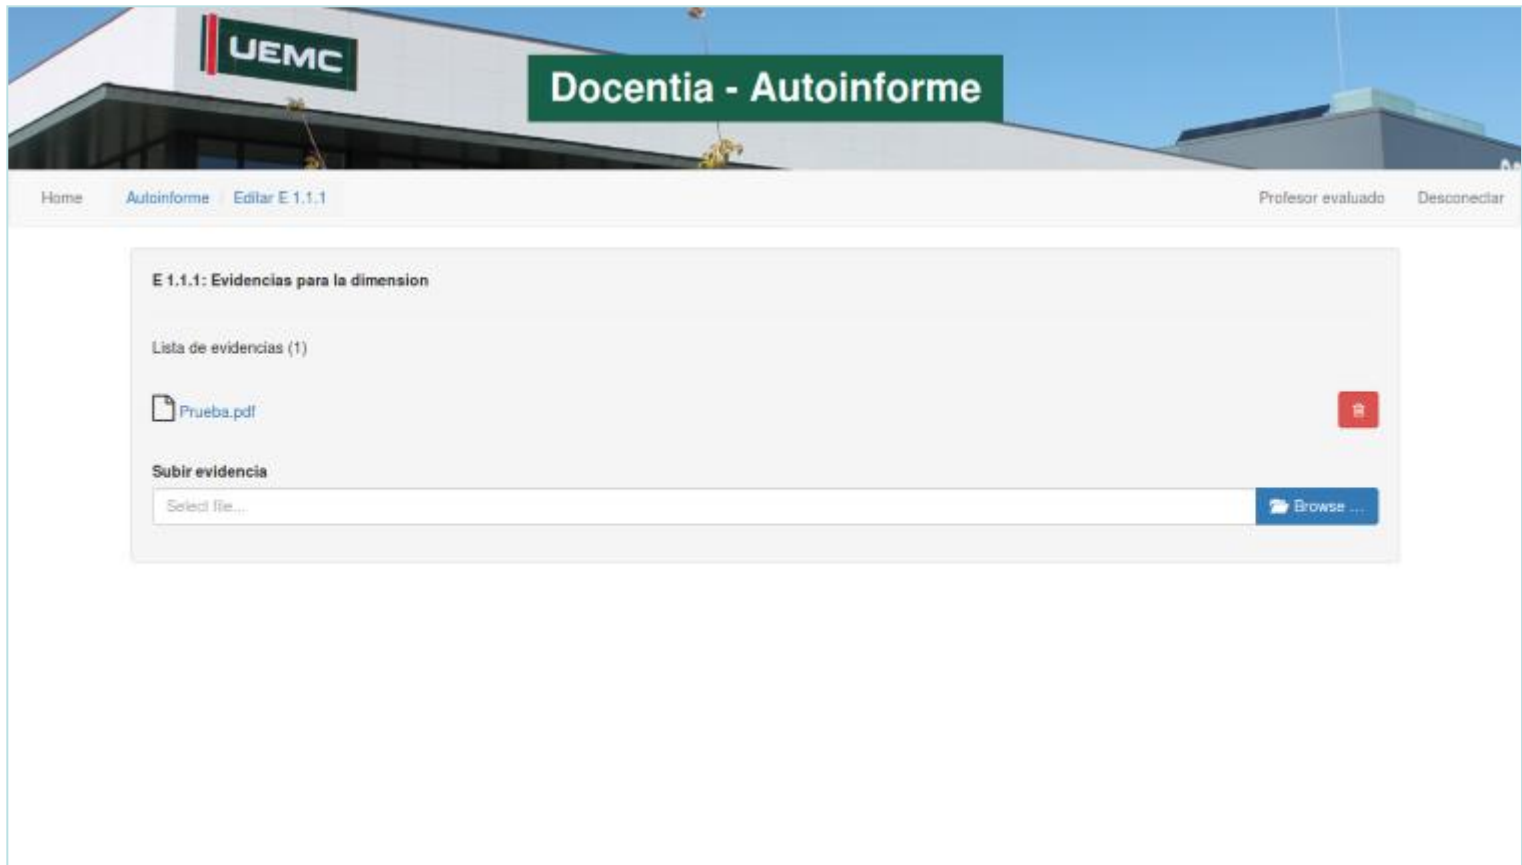 UEMC
Docentia - Autoinforme
Home Autoinforme / Editar E 1.1.1 Profesor evaluado Desconectar
E 1.1.1: Evidencias para la dimension
Lista de evidencias (1)
Prueba.pdf
Subir evidencia
Select file...
Browse ...